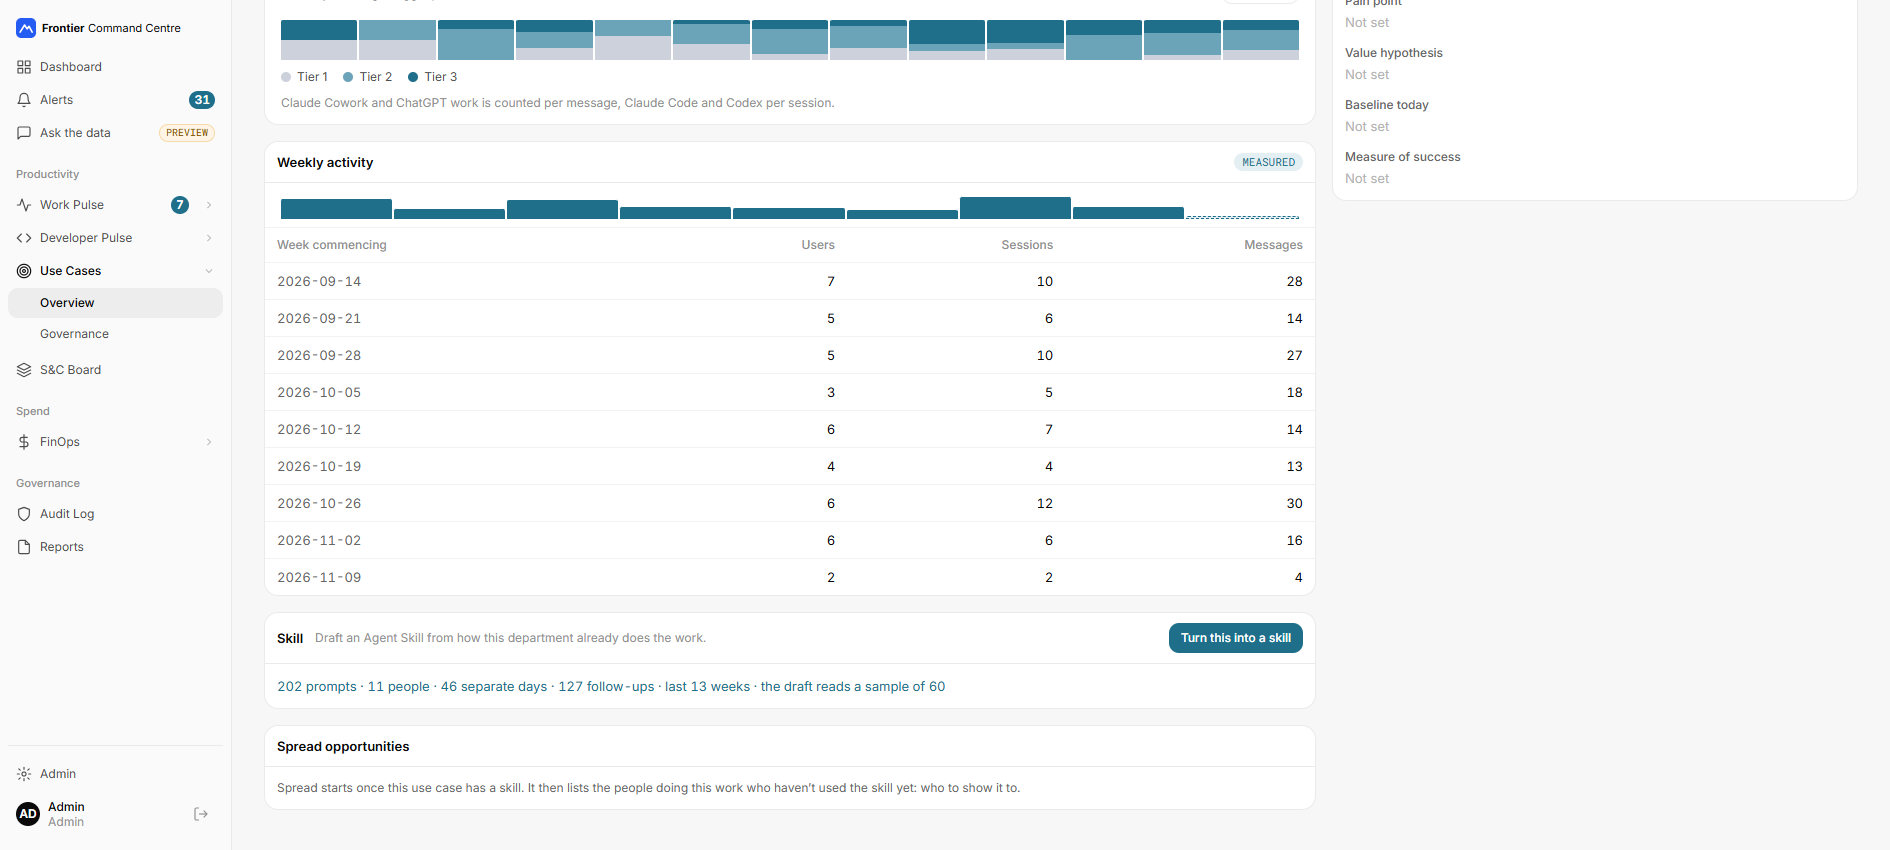 Frontier Command Centre
Dashboard
Alerts 31
Ask the data PREVIEW
Productivity
Work Pulse 7
Developer Pulse
Use Cases
Overview
Governance
S&C Board
Spend
FinOps
Governance
Audit Log
Reports
Admin
AD
Admin
Admin
Tier 1 Tier 2 Tier 3
Claude Cowork and ChatGPT work is counted per message, Claude Code and Codex per session.
Weekly activity MEASURED
Week commencing Users Sessions Messages
2026-09-14 7 10 28
2026-09-21 5 6 14
2026-09-28 5 10 27
2026-10-05 3 5 18
2026-10-12 6 7 14
2026-10-19 4 4 13
2026-10-26 6 12 30
2026-11-02 6 6 16
2026-11-09 2 2 4
Skill Draft an Agent Skill from how this department already does the work. Turn this into a skill
202 prompts · 11 people · 46 separate days · 127 follow-ups · last 13 weeks · the draft reads a sample of 60
Spread opportunities
Spread starts once this use case has a skill. It then lists the people doing this work who haven’t used the skill yet: who to show it to.
Pain point
Not set
Value hypothesis
Not set
Baseline today
Not set
Measure of success
Not set